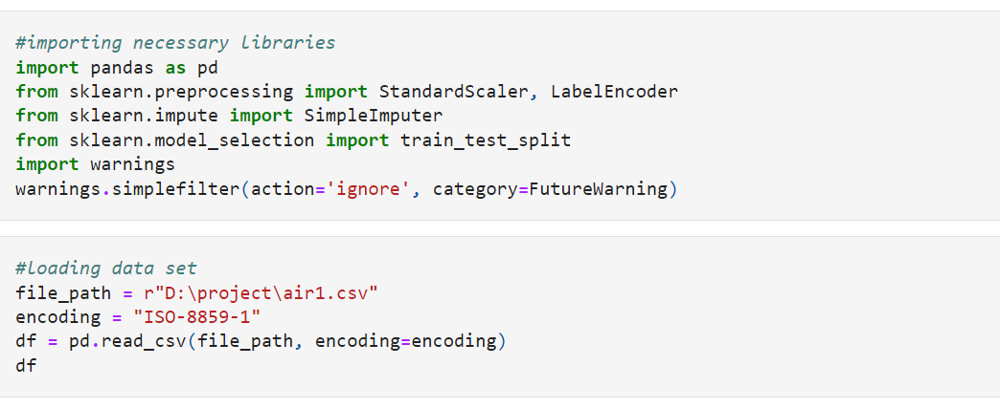 #importing necessary libraries
import pandas as pd
from sklearn.preprocessing import StandardScaler, LabelEncoder
from sklearn.impute import SimpleImputer
from sklearn.model_selection import train_test_split
import warnings
warnings.simplefilter(action='ignore', category=FutureWarning)
#loading data set
file_path = r"D:\project\air1.csv"
encoding = "ISO-8859-1"
df = pd.read_csv(file_path, encoding=encoding)
df